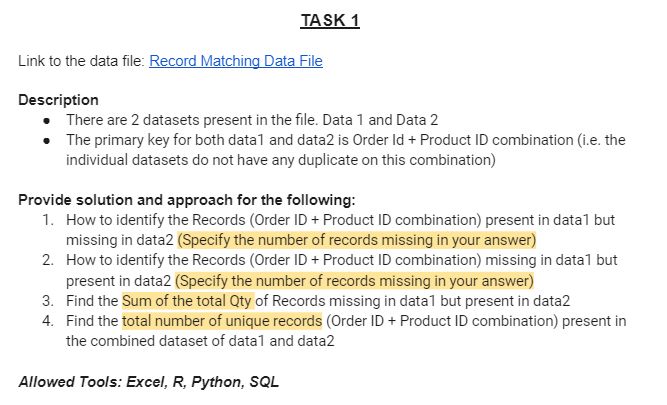 TASK 1
Link to the data file: Record Matching Data File
Description
● There are 2 datasets present in the file. Data 1 and Data 2
● The primary key for both data1 and data2 is Order Id + Product ID combination (i.e. the
individual datasets do not have any duplicate on this combination)
Provide solution and approach for the following:
1. How to identify the Records (Order ID + Product ID combination) present in data1 but
missing in data2 (Specify the number of records missing in your answer)
2. How to identify the Records (Order ID + Product ID combination) missing in data1 but
present in data2 (Specify the number of records missing in your answer)
3. Find the Sum of the total Qty of Records missing in data1 but present in data2
4. Find the total number of unique records (Order ID + Product ID combination) present in
the combined dataset of data1 and data2
Allowed Tools: Excel, R, Python, SQL